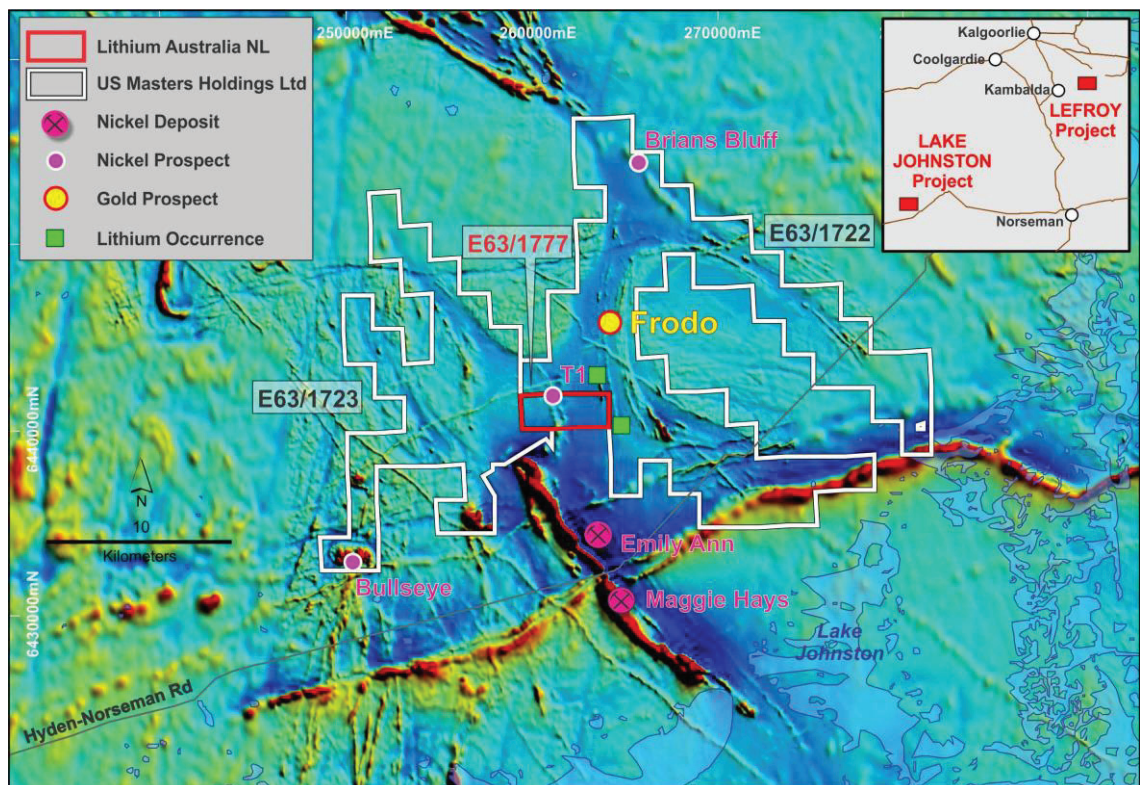 250000mE
260000mE
270000mE
Lithium Australia NL
US Masters Holdings Ltd
Nickel Deposit
Nickel Prospect
Gold Prospect
Lithium Occurrence
Kalgoorlie
Coolgardie
Kambalda
LEFROY
Project
LAKE
JOHNSTON
Project
Norseman
Brians Bluff
E63/1777
E63/1722
Frodo
T1
E63/1723
6440000mN
N
10
Kilometers
Emily Ann
Bullseye
Maggie Hays
6430000mN
Lake
Johnston
Hyden-Norseman Rd